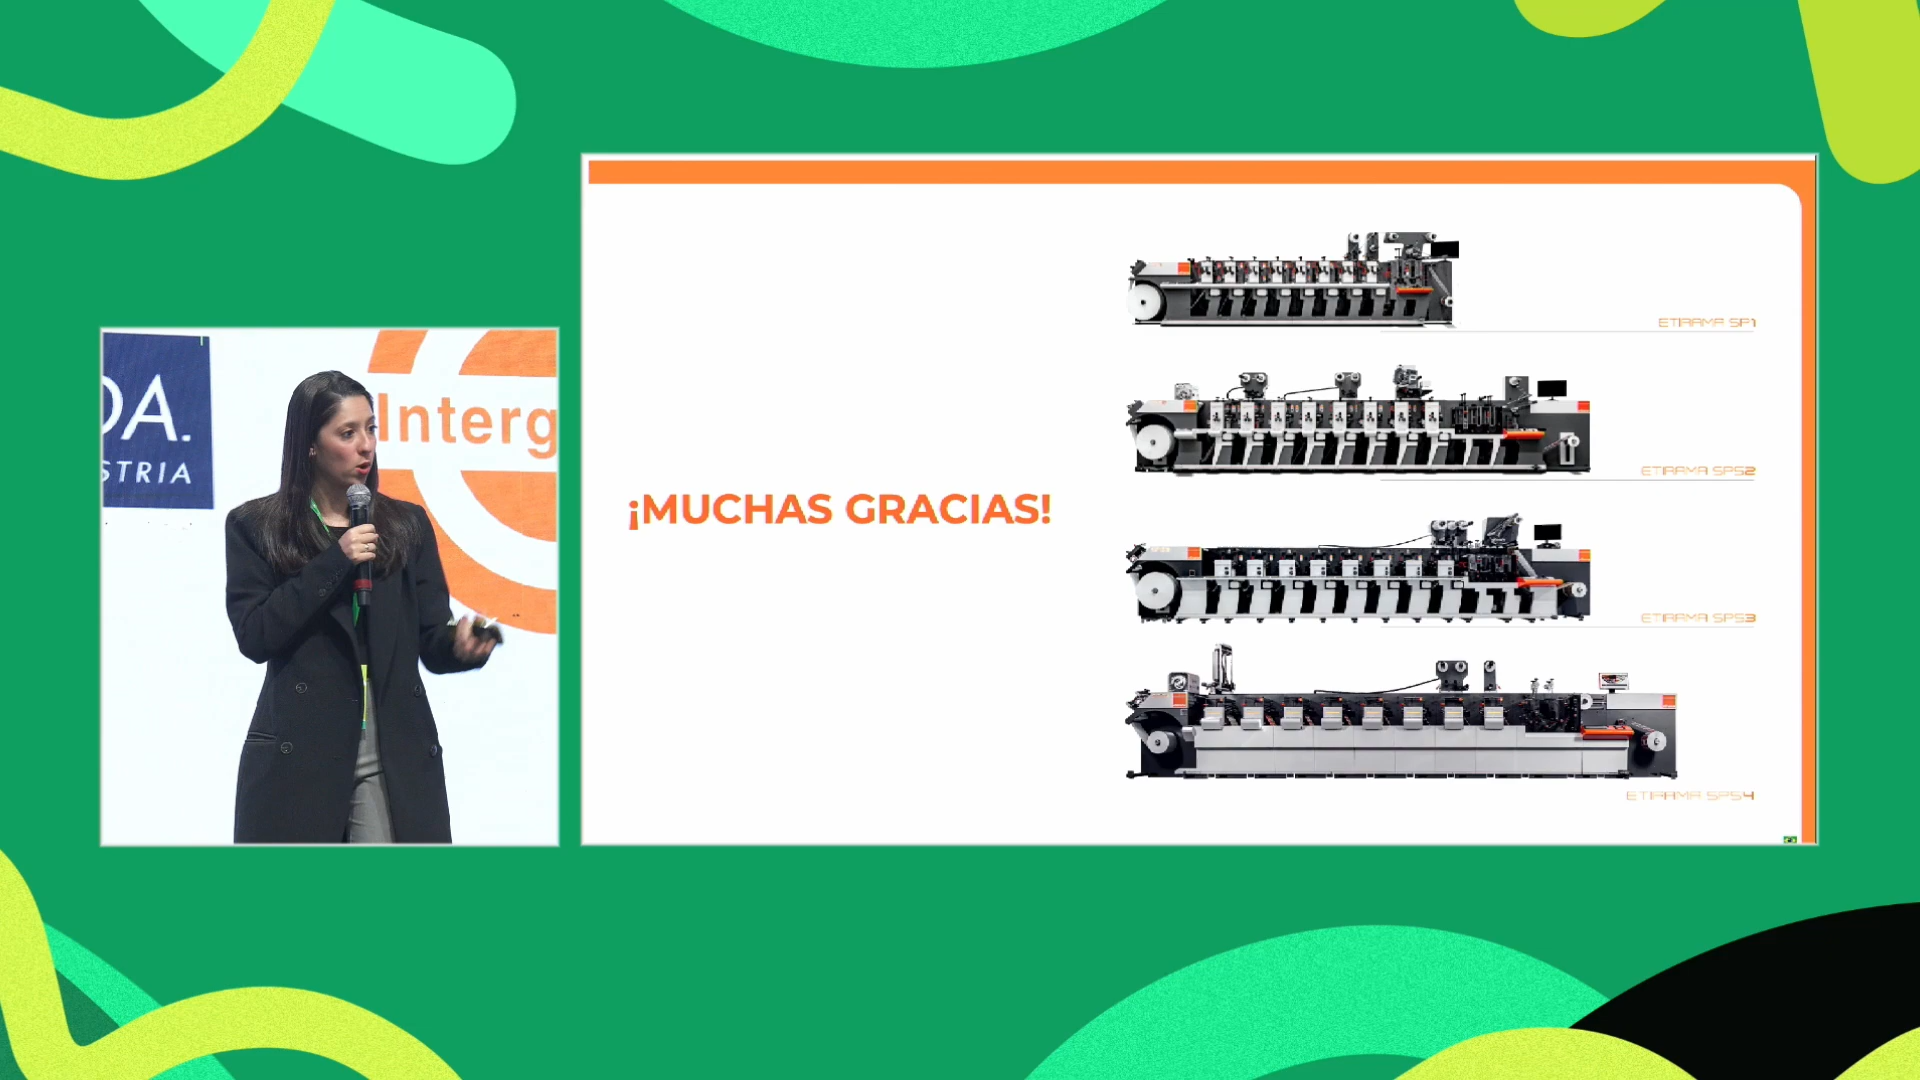 DA.
STRIA
Interg
¡MUCHAS GRACIAS!
ETIRAMA SP1
ETIRAMA SPS2
ETIRAMA SPS3
ETIRAMA SPS4